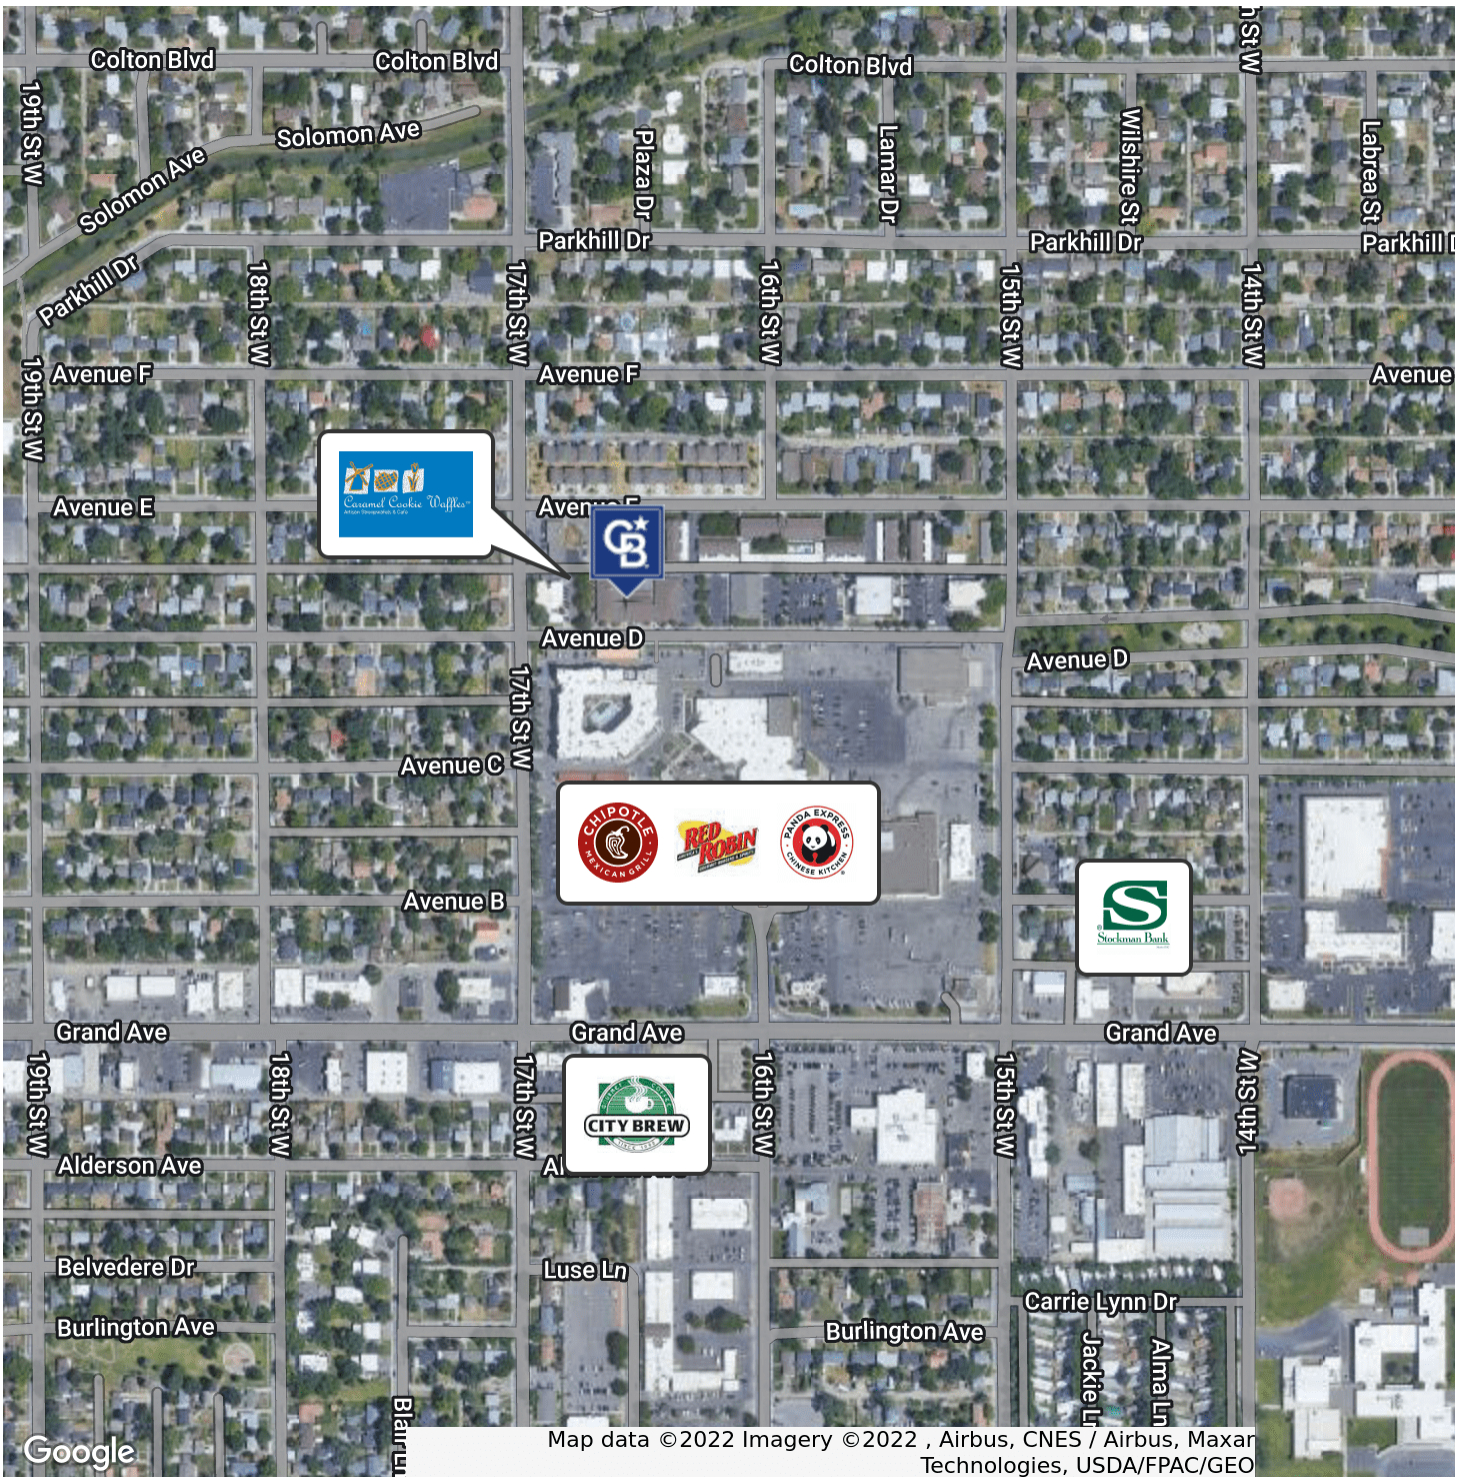 Colton Blvd
Colton Blvd
Colton Blvd
14th St W
19th St W
Solomon Ave
Solomon Ave
Plaza Dr
Lamar Dr
Wilshire St
Labrea St
Parkhill Dr
Parkhill Dr
Parkhill D
Parkhill Dr
18th St W
17th St W
16th St W
15th St W
14th St W
19th St W
Avenue F
Avenue F
Avenue
Caramel Cookie Waffles
Avenue E
Avenue E
CB
Avenue D
Avenue D
17th St W
Avenue C
CHIPOTLE
MEXICAN GRILL
RED
ROBIN
PANDA EXPRESS
CHINESE KITCHEN
Avenue B
S
Stockman Bank
Grand Ave
Grand Ave
Grand Ave
19th St W
18th St W
17th St W
CITY BREW
16th St W
15th St W
14th St W
Alderson Ave
Al
Belvedere Dr
Luse Ln
Carrie Lynn Dr
Burlington Ave
Burlington Ave
Jackie Ln
Alma Ln
Blair Ln
Google
Map data ©2022 Imagery ©2022 , Airbus, CNES / Airbus, Maxar
Technologies, USDA/FPAC/GEO